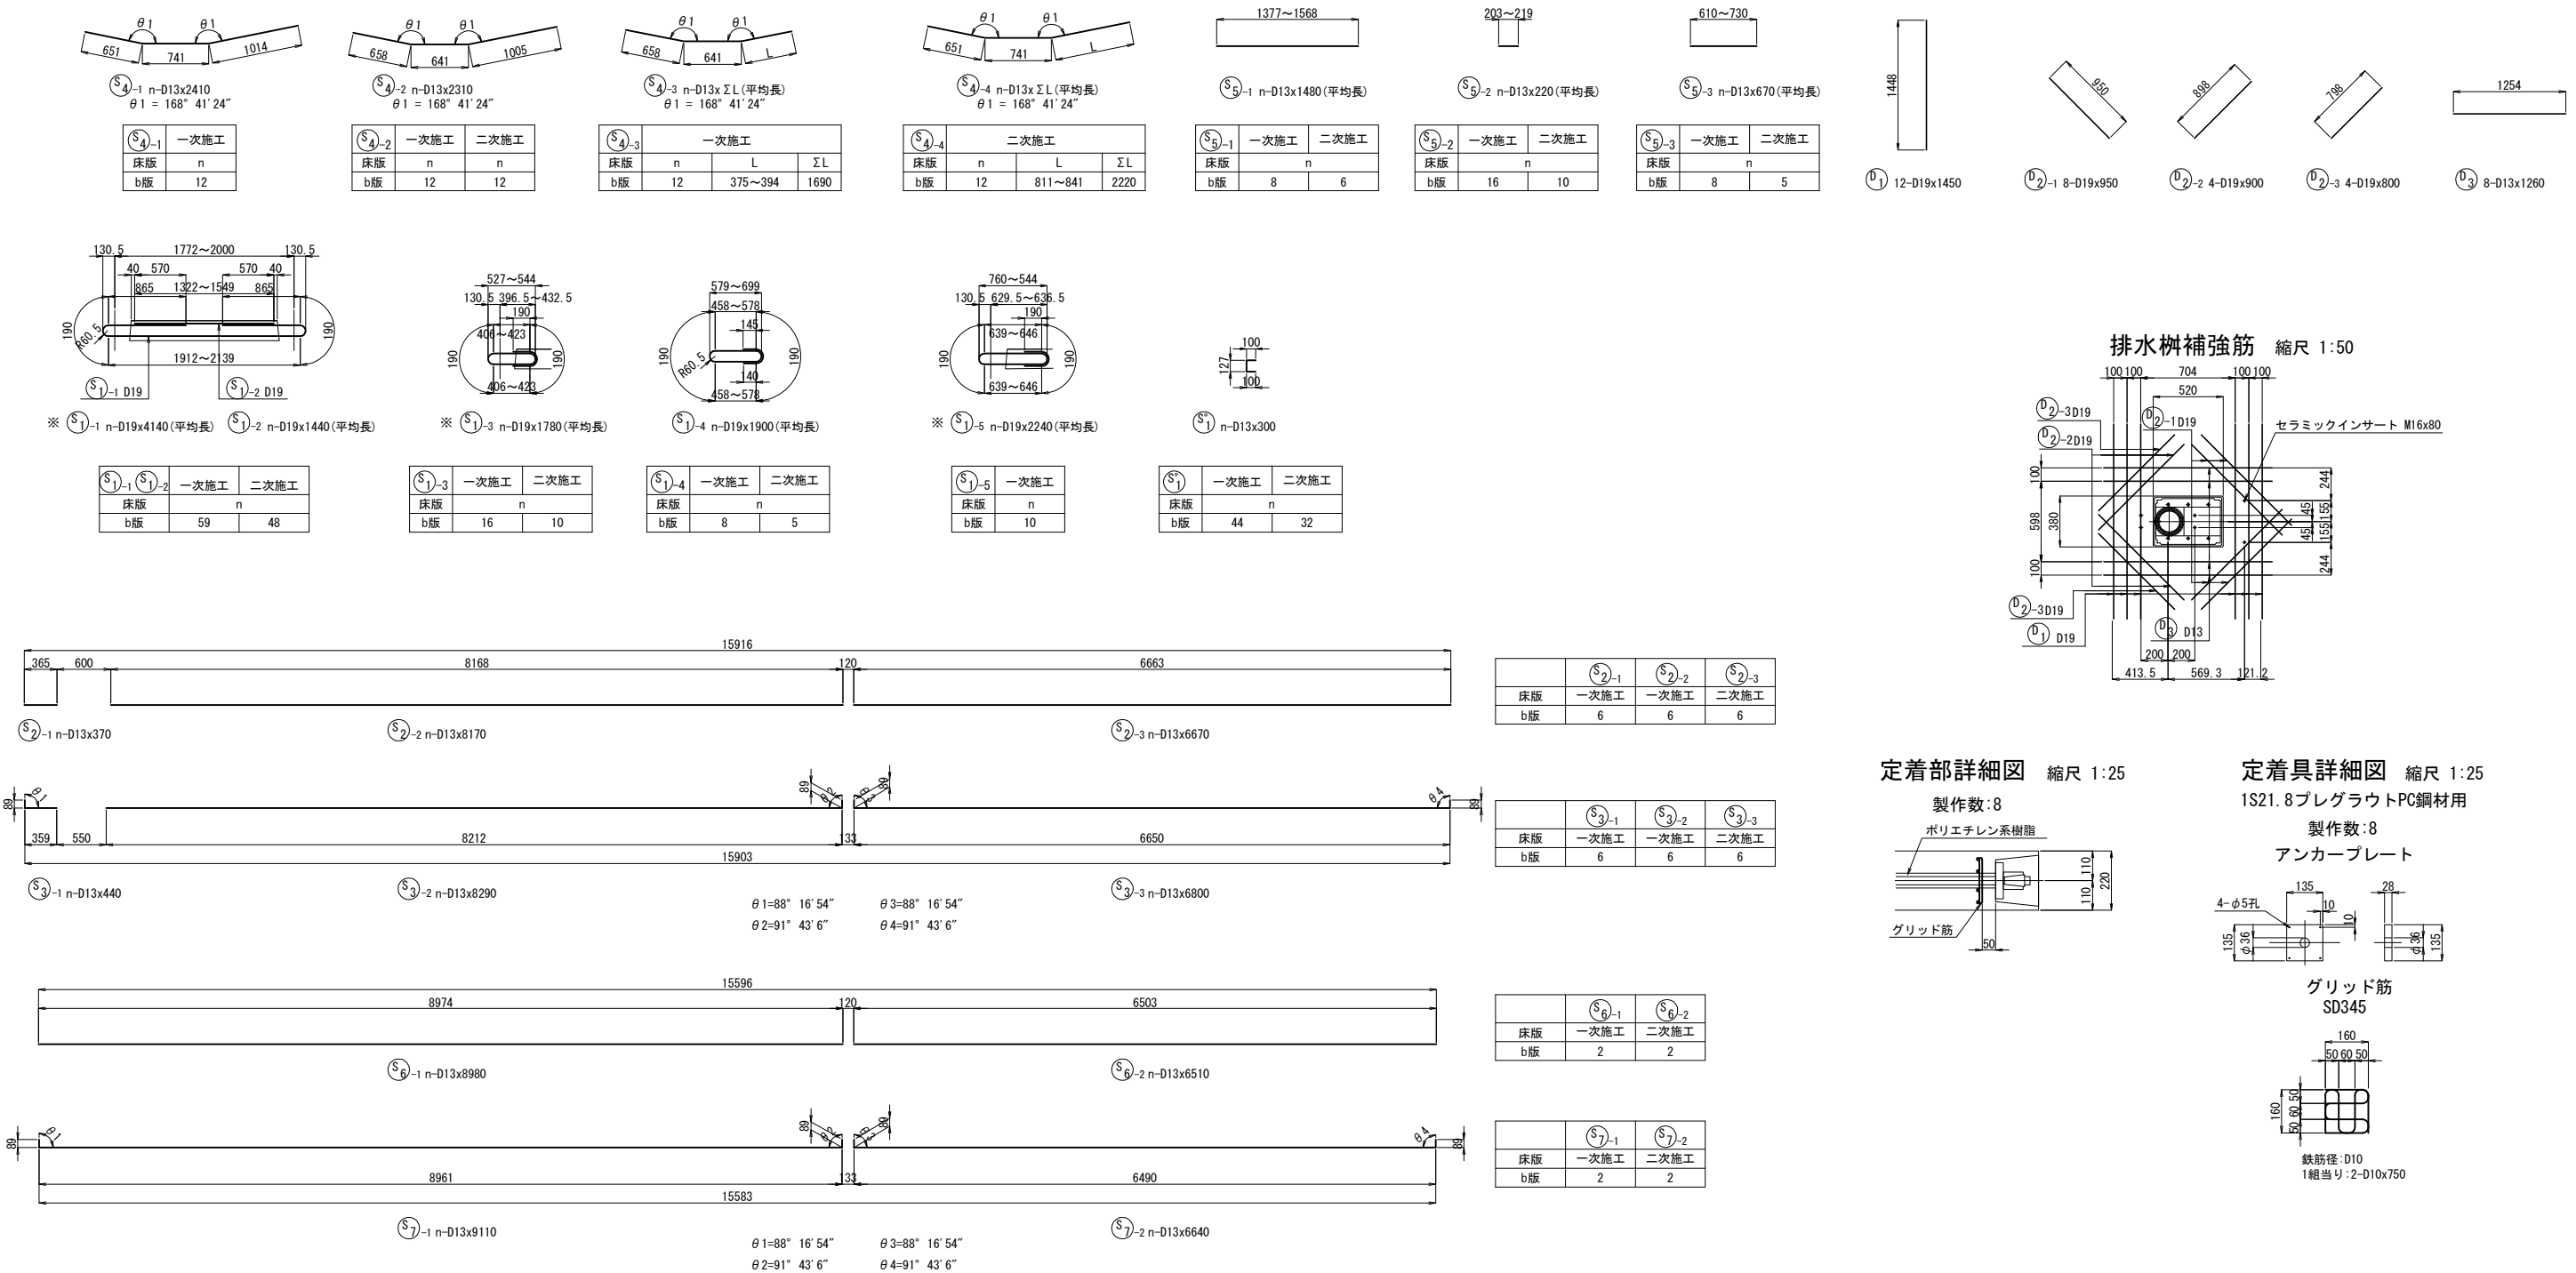 θ1 θ1
651 741 1014
S4-1 n-D13x2410
θ1 = 168°41'24"
S4-1 一次施工
床版 n
b版 12
θ1 θ1
658 641 1005
S4-2 n-D13x2310
θ1 = 168°41'24"
S4-2 一次施工 二次施工
床版 n n
b版 12 12
θ1 θ1
658 641 L
S4-3 n-D13xΣL(平均長)
θ1 = 168°41'24"
S4-3 一次施工
床版 n L ΣL
b版 12 375～394 1690
θ1 θ1
651 741 L
S4-4 n-D13xΣL(平均長)
θ1 = 168°41'24"
S4-4 二次施工
床版 n L ΣL
b版 12 811～841 2220
1377～1568
S5-1 n-D13x1480(平均長)
S5-1 一次施工 二次施工
床版 n
b版 8 6
203～219
S5-2 n-D13x220(平均長)
S5-2 一次施工 二次施工
床版 n
b版 16 10
610～730
S5-3 n-D13x670(平均長)
S5-3 一次施工 二次施工
床版 n
b版 8 5
1448
D1 12-D19x1450
950
D2-1 8-D19x950
898
D2-2 4-D19x900
798
D2-3 4-D19x800
1254
D3 8-D13x1260
130.5 1772～2000 130.5
40 570 570 40
865 1322～1549 865
190 R60.5 190
1912～2139
S1-1 D19 S1-2 D19
※ S1-1 n-D19x4140(平均長) S1-2 n-D19x1440(平均長)
S1-1 S1-2 一次施工 二次施工
床版 n
b版 59 48
527～544
130.5 396.5～432.5
190
406～423
190 190
406～423
※ S1-3 n-D19x1780(平均長)
S1-3 一次施工 二次施工
床版 n
b版 16 10
579～699
458～578
145
190 R60.5 190
140
458～578
S1-4 n-D19x1900(平均長)
S1-4 一次施工 二次施工
床版 n
b版 8 5
760～544
130.5 629.5～636.5
190
639～646
190 190
639～646
※ S1-5 n-D19x2240(平均長)
S1-5 一次施工
床版 n
b版 10
100
127
100
S1° n-D13x300
S1° 一次施工 二次施工
床版 n
b版 44 32
排水桝補強筋 縮尺 1:50
100 100 704 100 100
520
D2-3D19
D2-1D19
D2-2D19
セラミックインサート M16x80
100 598 380 100
244 45 155 45 155 244
D2-3D19
D1 D19
D3 D13
200 200
413.5 569.3 121.2
15916
365 600 8168 120 6663
S2-1 n-D13x370
S2-2 n-D13x8170
S2-3 n-D13x6670
S2-1 S2-2 S2-3
床版 一次施工 一次施工 二次施工
b版 6 6 6
89 θ1 89 θ2 θ3 89 θ4 89
359 550 8212 133 6650
15903
S3-1 n-D13x440
S3-2 n-D13x8290
S3-3 n-D13x6800
θ1=88°16'54" θ3=88°16'54"
θ2=91°43'6" θ4=91°43'6"
S3-1 S3-2 S3-3
床版 一次施工 一次施工 二次施工
b版 6 6 6
15596
8974 120 6503
S6-1 n-D13x8980
S6-2 n-D13x6510
S6-1 S6-2
床版 一次施工 二次施工
b版 2 2
89 θ1 89 θ2 θ3 89 θ4 89
8961 133 6490
15583
S7-1 n-D13x9110
S7-2 n-D13x6640
θ1=88°16'54" θ3=88°16'54"
θ2=91°43'6" θ4=91°43'6"
S7-1 S7-2
床版 一次施工 二次施工
b版 2 2
定着部詳細図 縮尺 1:25
製作数:8
ポリエチレン系樹脂
110 110 220
グリッド筋
50
定着具詳細図 縮尺 1:25
1S21.8プレグラウトPC鋼材用
製作数:8
アンカープレート
135 28
4-φ5孔 10 10
135 φ36 φ36 135
グリッド筋
SD345
160
50 60 50
160 50 60 50
鉄筋径:D10
1組当り:2-D10x750